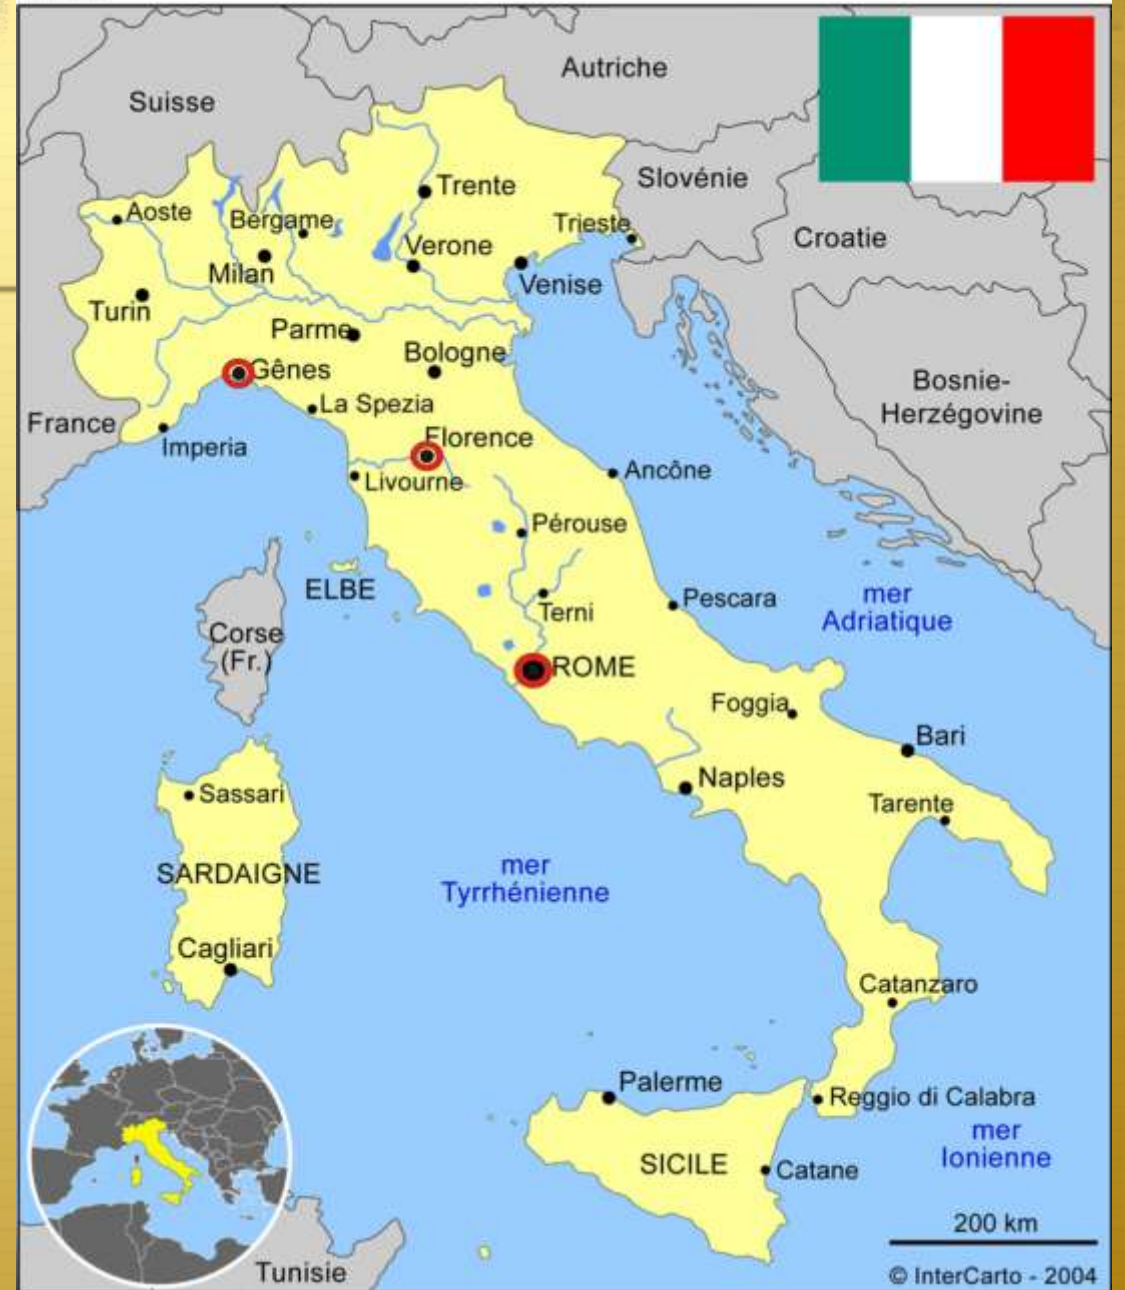 Autriche
Suisse
Slovénie
Trente
Aoste
Bergame
Trieste
Croatie
Verone
Milan
Venise
Turin
Parme
Bologne
Gênes
Bosnie-
Herzégovine
La Spezia
France
Florence
Imperia
Ancône
Livourne
Pérouse
ELBE
mer
Adriatique
Pescara
Terni
Corse
(Fr.)
ROME
Foggia
Bari
Naples
Sassari
Tarente
mer
Tyrrhénienne
SARDAIGNE
Cagliari
Catanzaro
Palerme
Reggio di Calabra
mer
Ionienne
SICILE
Catane
200 km
Tunisie
© InterCarto - 2004